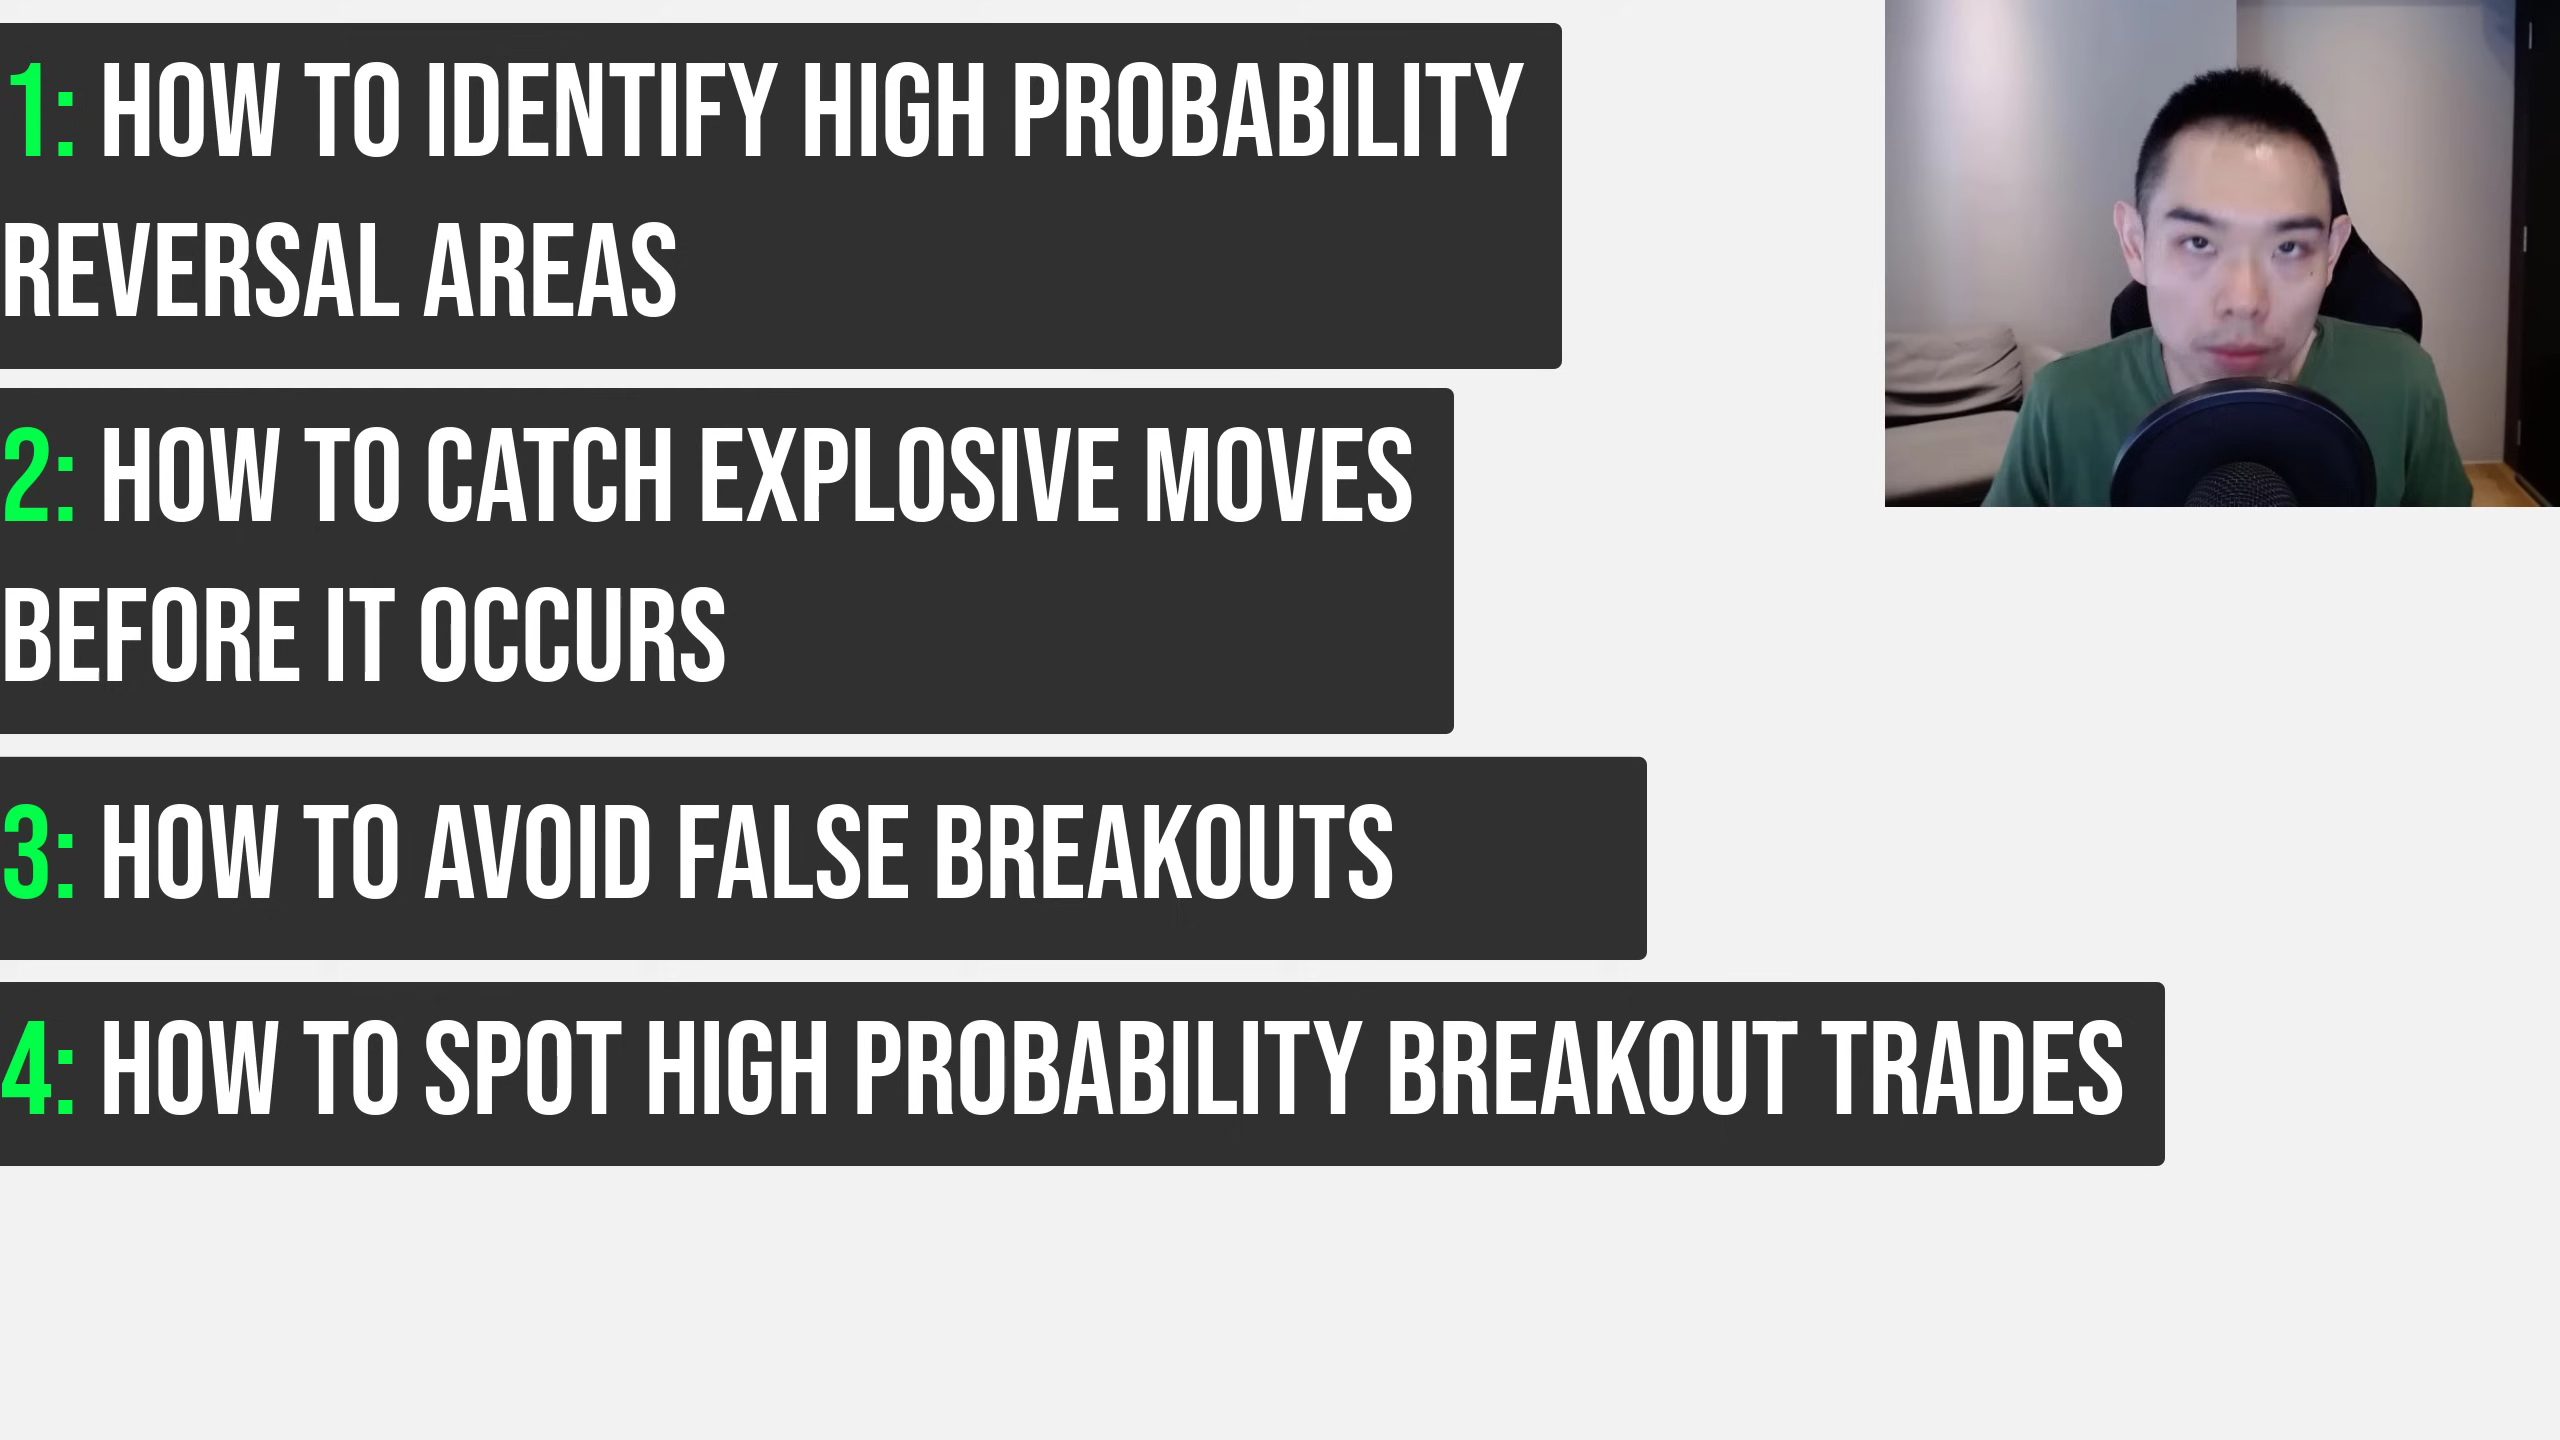 1: HOW TO IDENTIFY HIGH PROBABILITY
REVERSAL AREAS
2: HOW TO CATCH EXPLOSIVE MOVES
BEFORE IT OCCURS
3: HOW TO AVOID FALSE BREAKOUTS
4: HOW TO SPOT HIGH PROBABILITY BREAKOUT TRADES